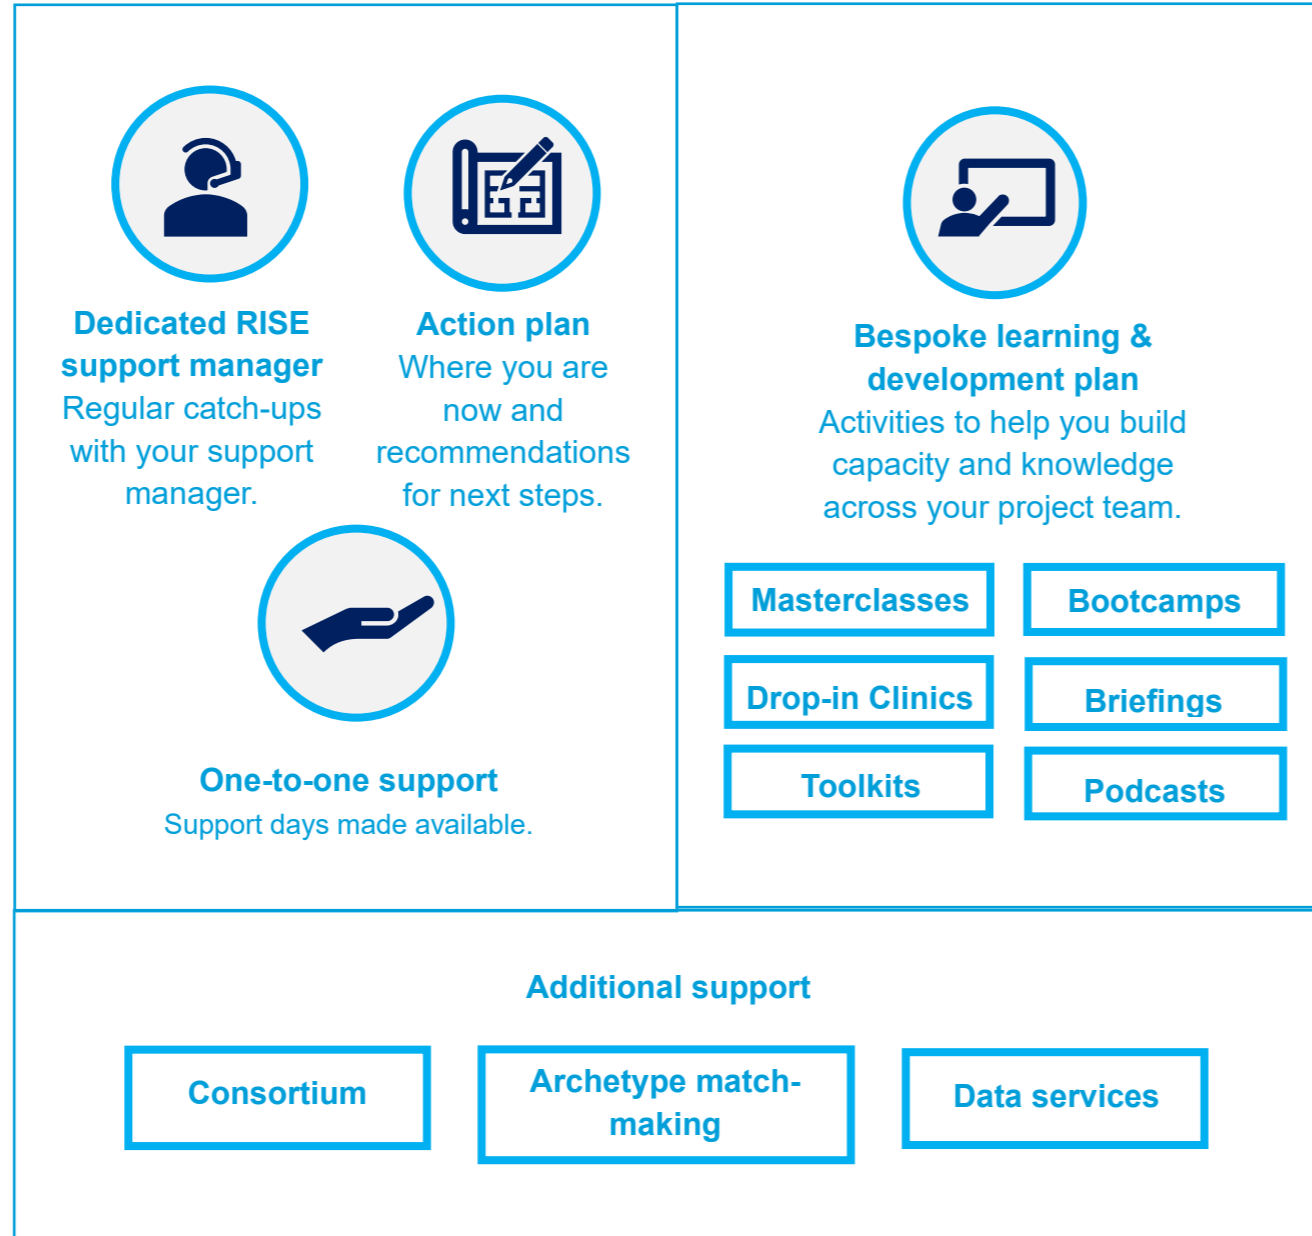 Dedicated RISE
support manager
Regular catch-ups
with your support
manager.
Action plan
Where you are
now and
recommendations
for next steps.
One-to-one support
Support days made available.
Bespoke learning &
development plan
Activities to help you build
capacity and knowledge
across your project team.
Masterclasses
Bootcamps
Drop-in Clinics
Briefings
Toolkits
Podcasts
Additional support
Consortium
Archetype match-
making
Data services